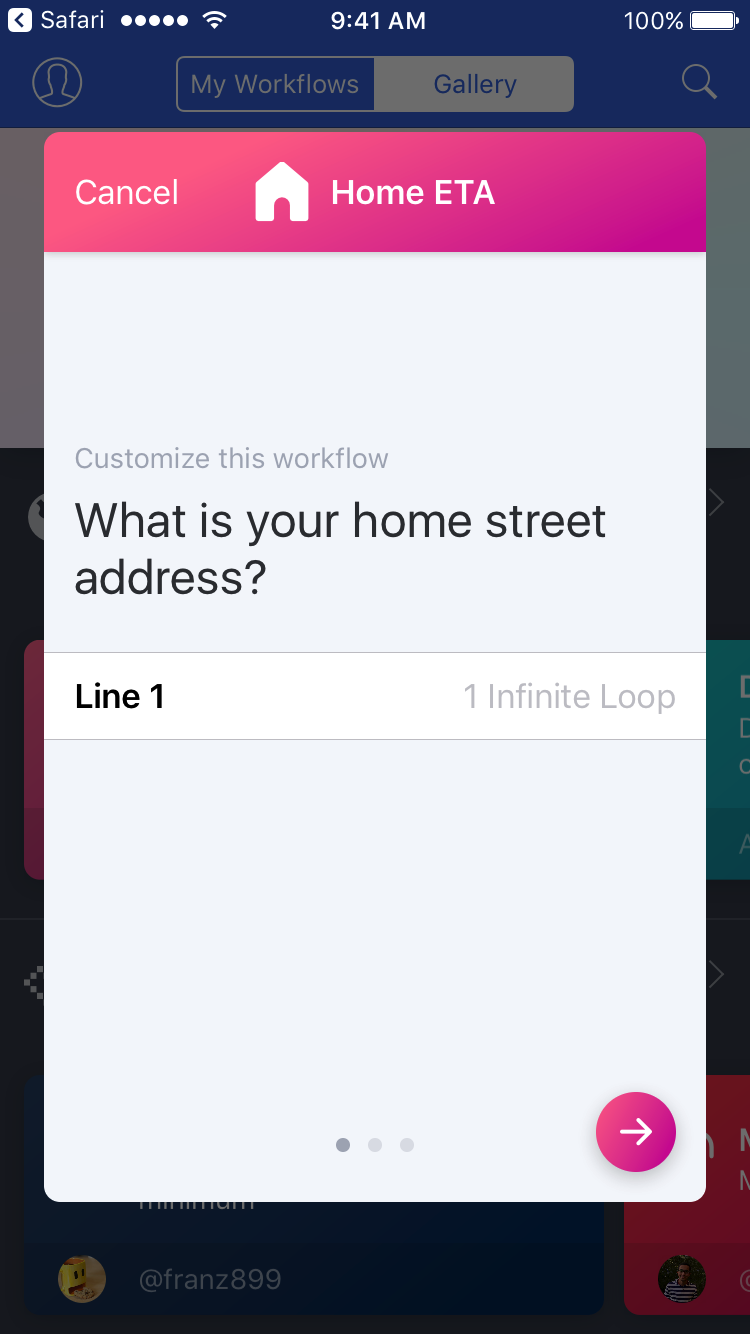 Safari 9:41 AM 100%
My Workflows Gallery
Cancel Home ETA
Customize this workflow
What is your home street
address?
Line 1 1 Infinite Loop
minimum
@franz899